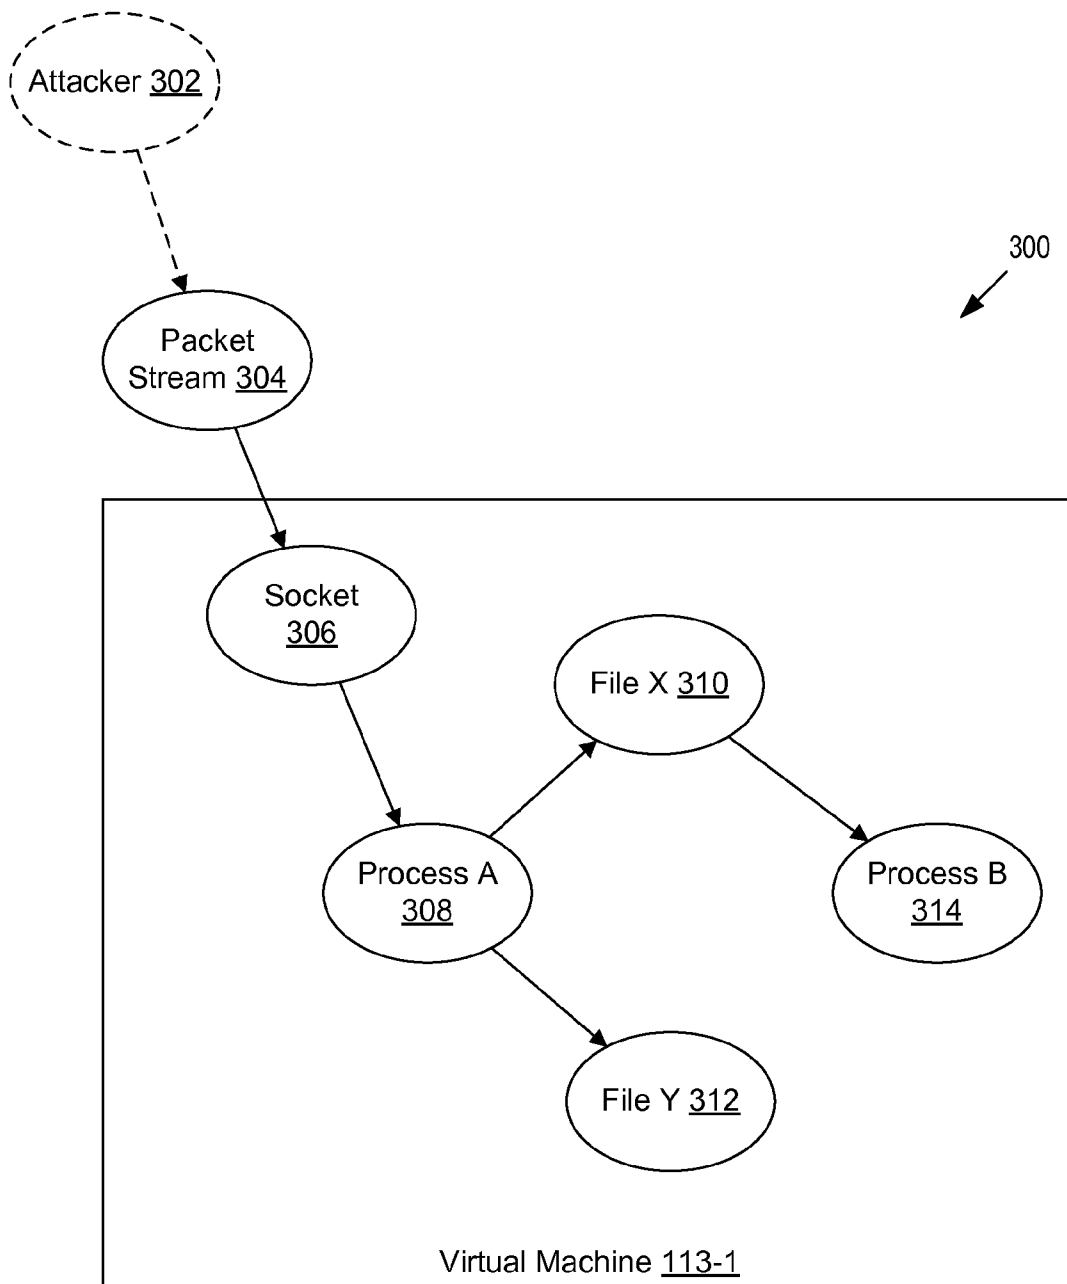 Attacker 302
300
Packet
Stream 304
Socket
306
File X 310
Process A
308
Process B
314
File Y 312
Virtual Machine 113-1